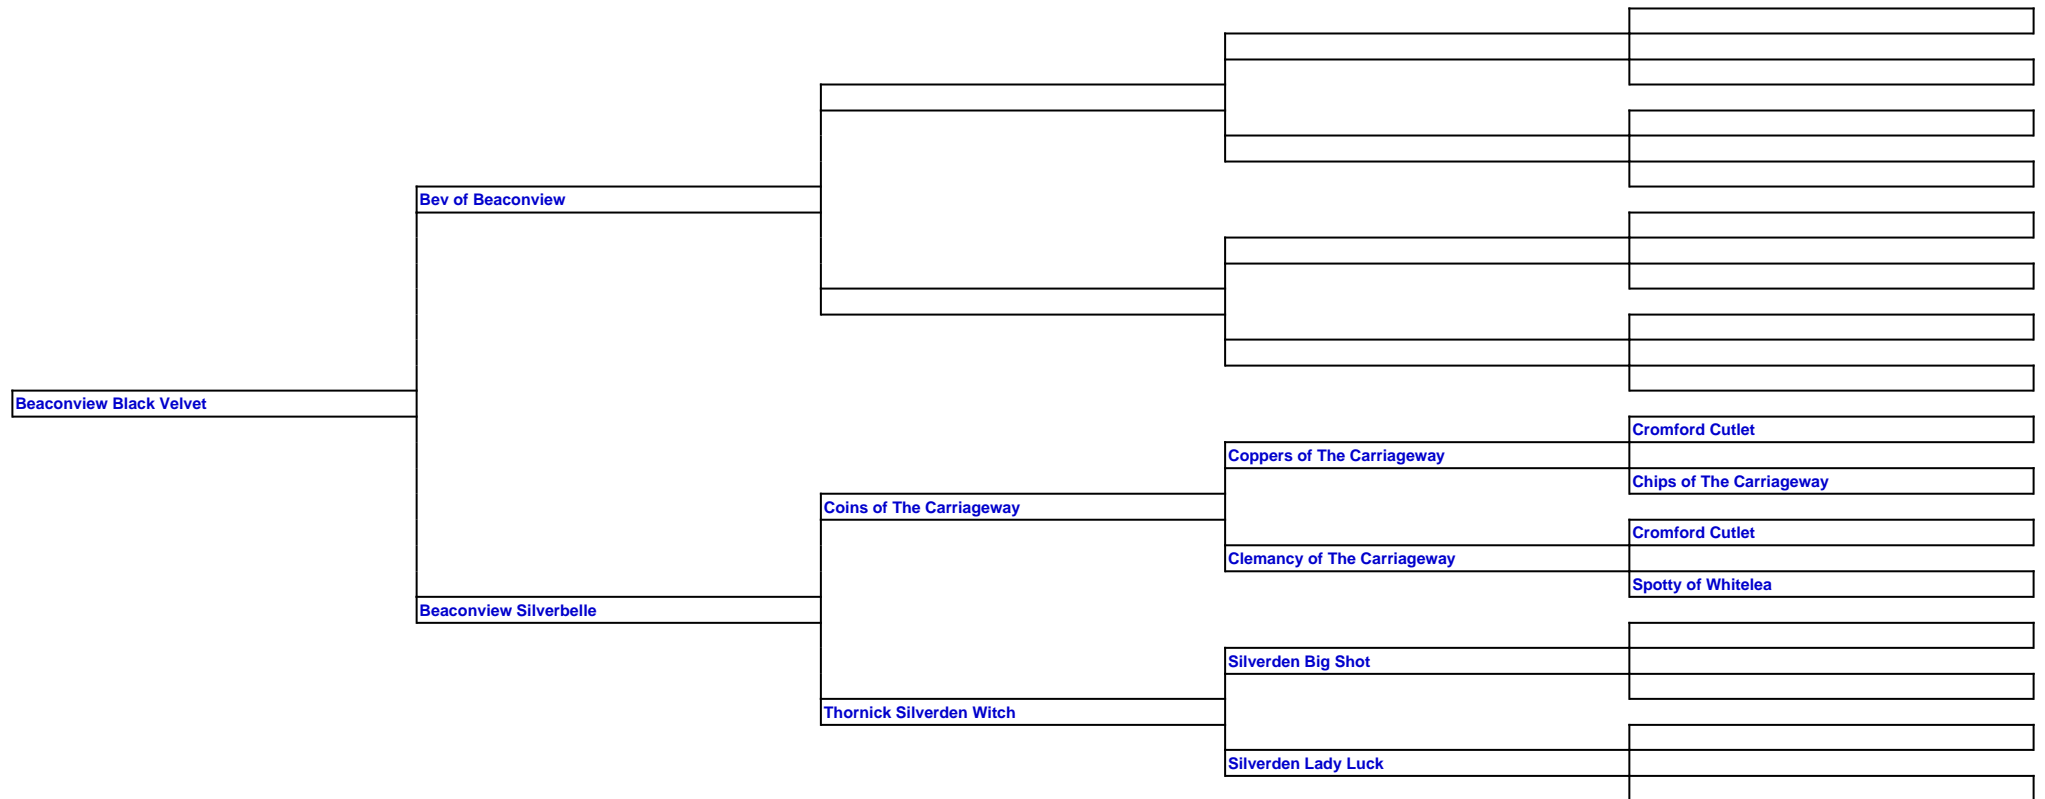 Bev of Beaconview
Beaconview Black Velvet
Cromford Cutlet
Coppers of The Carriageway
Chips of The Carriageway
Coins of The Carriageway
Cromford Cutlet
Clemancy of The Carriageway
Spotty of Whitelea
Beaconview Silverbelle
Silverden Big Shot
Thornick Silverden Witch
Silverden Lady Luck